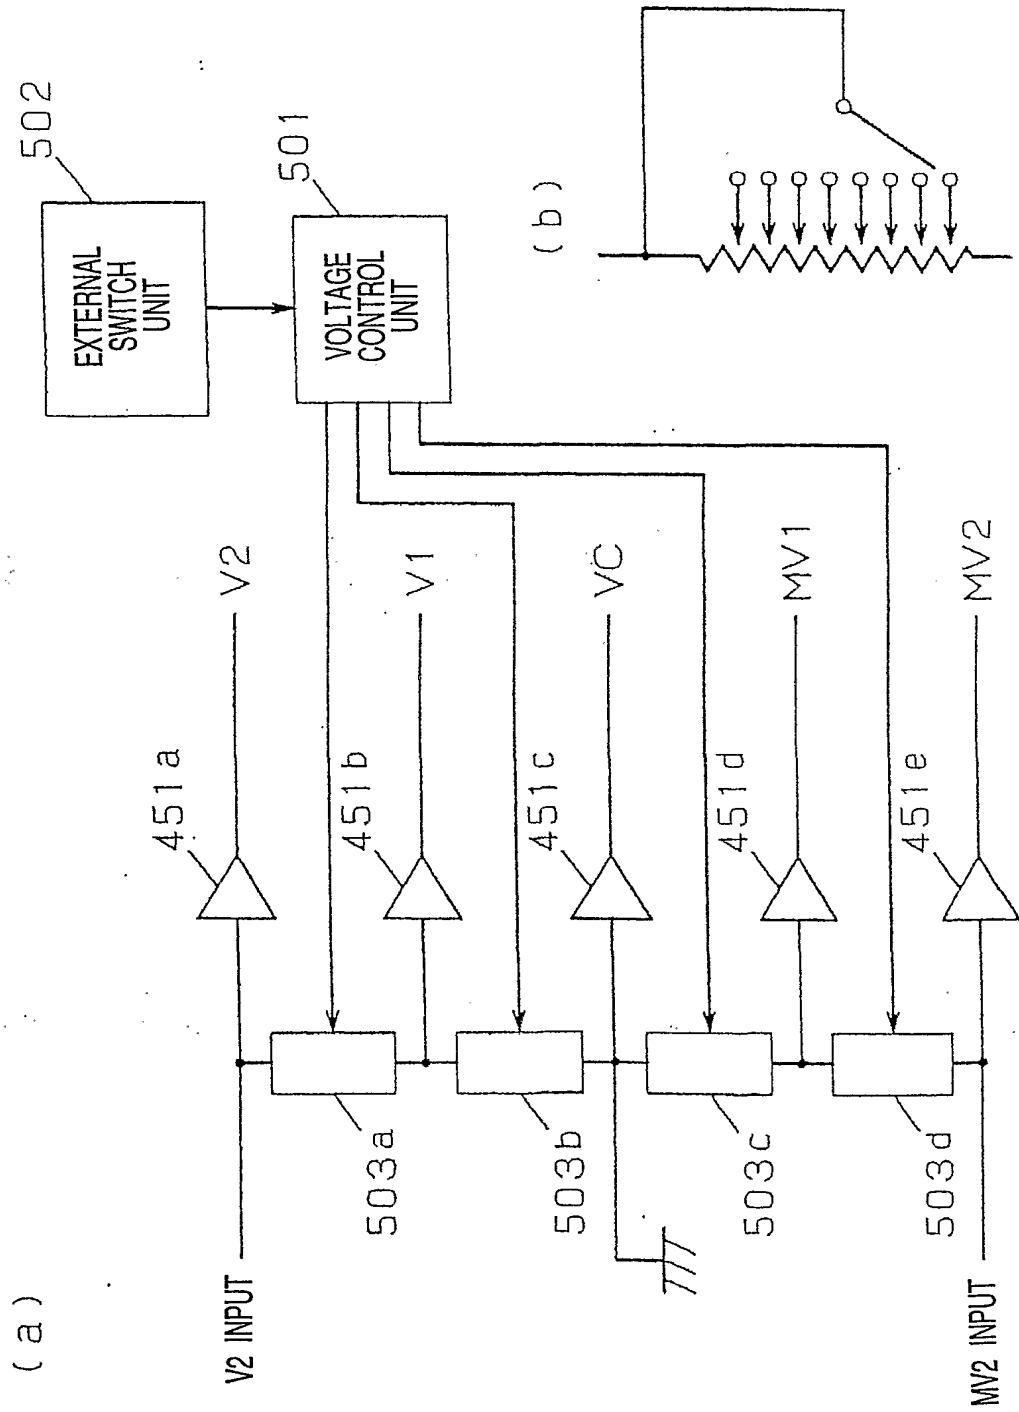 (a)
V2 INPUT
MV2 INPUT
503a
503b
503c
503d
451a
451b
451c
451d
451e
V2
V1
VC
MV1
MV2
EXTERNAL
SWITCH
UNIT
502
VOLTAGE
CONTROL
UNIT
501
(b)